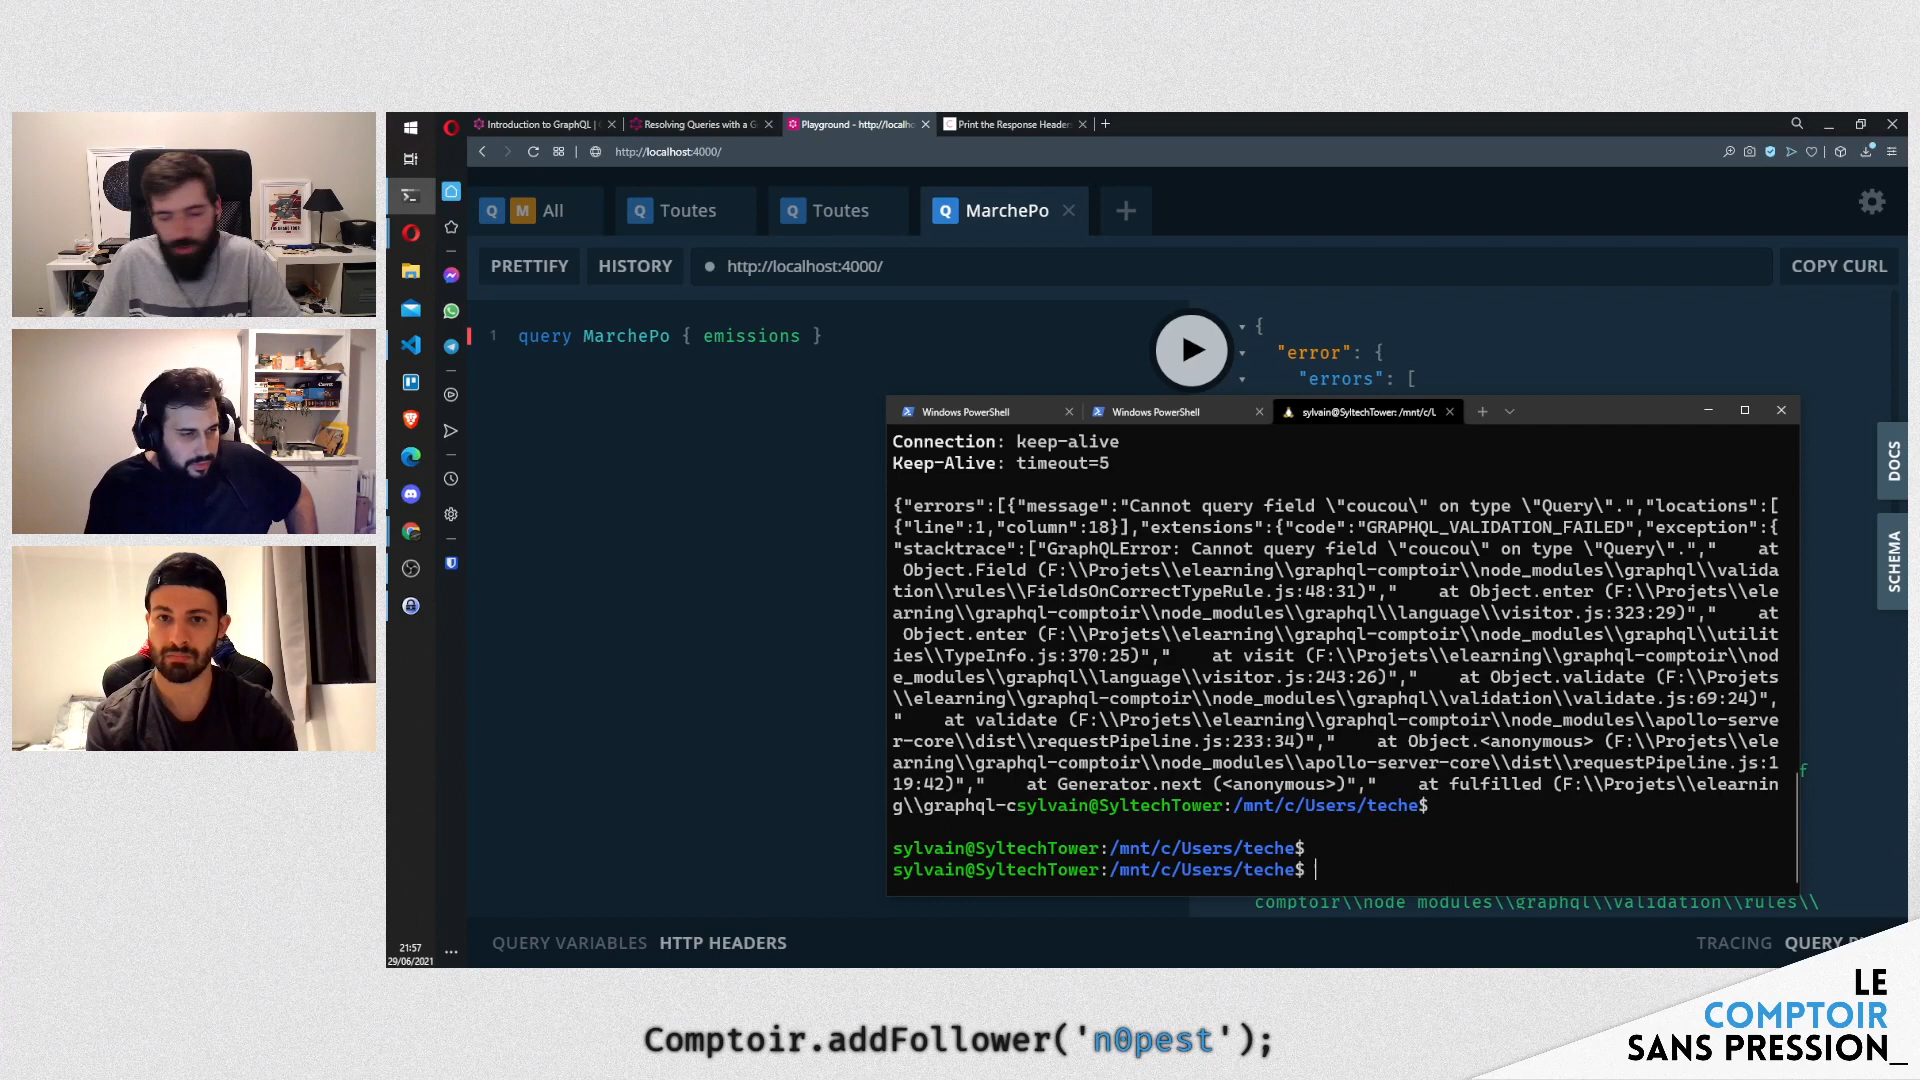 Introduction to GraphQL |
Resolving Queries with a G
Playground - http://localho
Print the Response Header
http://localhost:4000/
Q M All
Q Toutes
Q Toutes
Q MarchePo
PRETTIFY
HISTORY
http://localhost:4000/
COPY CURL
1 query MarchePo { emissions }
{
"error": {
"errors": [
DOCS
SCHEMA
Windows PowerShell
Windows PowerShell
sylvain@SyltechTower: /mnt/c/U
Connection: keep-alive
Keep-Alive: timeout=5
{"errors":[{"message":"Cannot query field \"coucou\" on type \"Query\".","locations":[
{"line":1,"column":18}],"extensions":{"code":"GRAPHQL_VALIDATION_FAILED","exception":{
"stacktrace":["GraphQLError: Cannot query field \"coucou\" on type \"Query\"."," at
Object.Field (F:\\Projets\\elearning\\graphql-comptoir\\node_modules\\graphql\\valida
tion\\rules\\FieldsOnCorrectTypeRule.js:48:31)"," at Object.enter (F:\\Projets\\ele
arning\\graphql-comptoir\\node_modules\\graphql\\language\\visitor.js:323:29)"," at
Object.enter (F:\\Projets\\elearning\\graphql-comptoir\\node_modules\\graphql\\utilit
ies\\TypeInfo.js:370:25)"," at visit (F:\\Projets\\elearning\\graphql-comptoir\\nod
e_modules\\graphql\\language\\visitor.js:243:26)"," at Object.validate (F:\\Projets
\\elearning\\graphql-comptoir\\node_modules\\graphql\\validation\\validate.js:69:24)",
" at validate (F:\\Projets\\elearning\\graphql-comptoir\\node_modules\\apollo-serve
r-core\\dist\\requestPipeline.js:233:34)"," at Object.<anonymous> (F:\\Projets\\ele
arning\\graphql-comptoir\\node_modules\\apollo-server-core\\dist\\requestPipeline.js:1
19:42)"," at Generator.next (<anonymous>)"," at fulfilled (F:\\Projets\\elearnin
g\\graphql-csylvain@SyltechTower:/mnt/c/Users/teche$
sylvain@SyltechTower:/mnt/c/Users/teche$
sylvain@SyltechTower:/mnt/c/Users/teche$
f
comptoir\\node_modules\\graphql\\validation\\rules\\
QUERY VARIABLES HTTP HEADERS
TRACING QUERY
21:57
29/06/2021
LE
COMPTOIR
SANS PRESSION_
Comptoir.addFollower('n0pest');